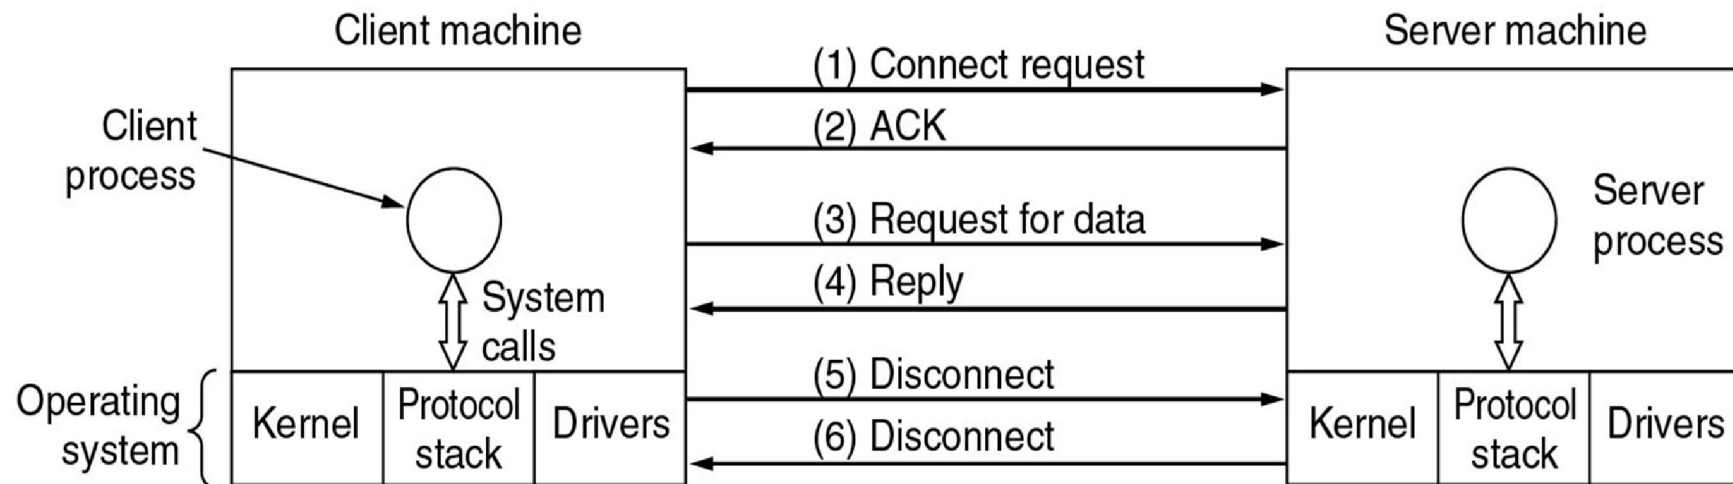 Client machine
Server machine
(1) Connect request
(2) ACK
Client
process
(3) Request for data
Server
process
(4) Reply
System
calls
(5) Disconnect
Operating
system
Kernel
Protocol
stack
Drivers
(6) Disconnect
Kernel
Protocol
stack
Drivers